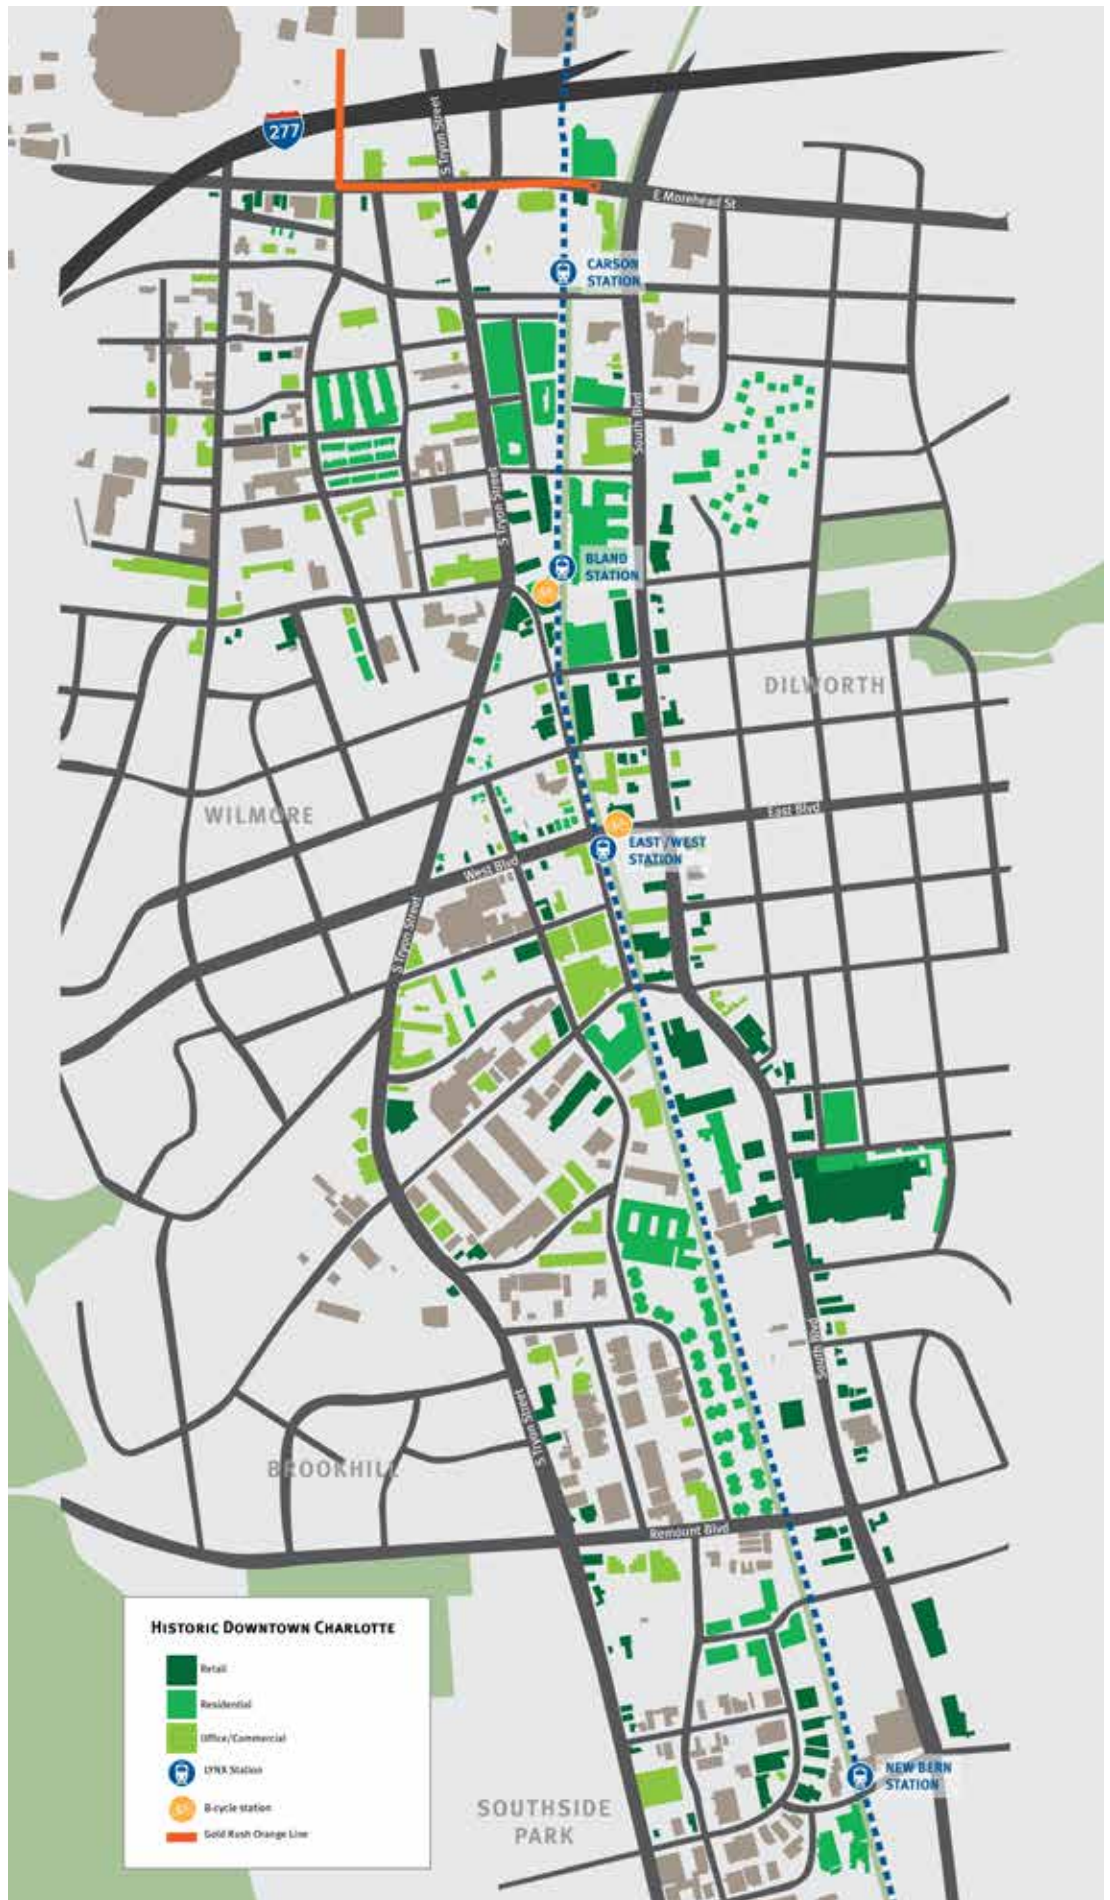 S Tryon Street
277
E Morehead St
CARSON
STATION
South Blvd
S Tryon Street
BLAND
STATION
DILWORTH
WILMORE
East Blvd
EAST/WEST
STATION
West Blvd
S Tryon Street
South Blvd
S Tryon Street
BROOKHILL
Remount Blvd
HISTORIC DOWNTOWN CHARLOTTE
Retail
Residential
Office/Commercial
LYNX Station
B-cycle station
Gold Rush Orange Line
NEW BERN
STATION
SOUTHSIDE
PARK